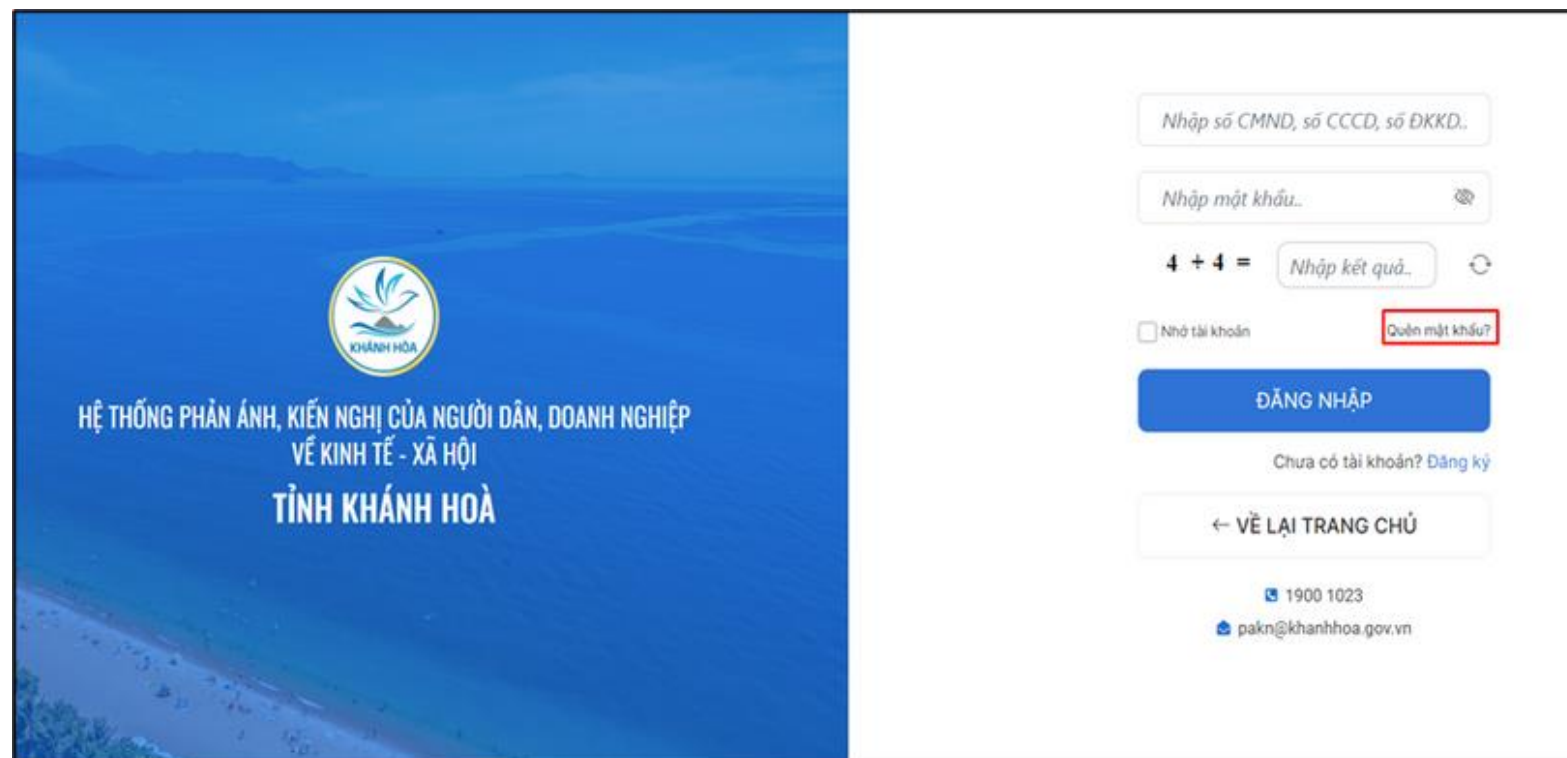 KHÁNH HÒA
HỆ THỐNG PHẢN ÁNH, KIẾN NGHỊ CỦA NGƯỜI DÂN, DOANH NGHIỆP
VỀ KINH TẾ - XÃ HỘI
TỈNH KHÁNH HOÀ
Nhập số CMND, số CCCD, số ĐKKD..
Nhập mật khẩu..
4 + 4 = Nhập kết quả..
Nhớ tài khoản Quên mật khẩu?
ĐĂNG NHẬP
Chưa có tài khoản? Đăng ký
← VỀ LẠI TRANG CHỦ
1900 1023
pakn@khanhhoa.gov.vn